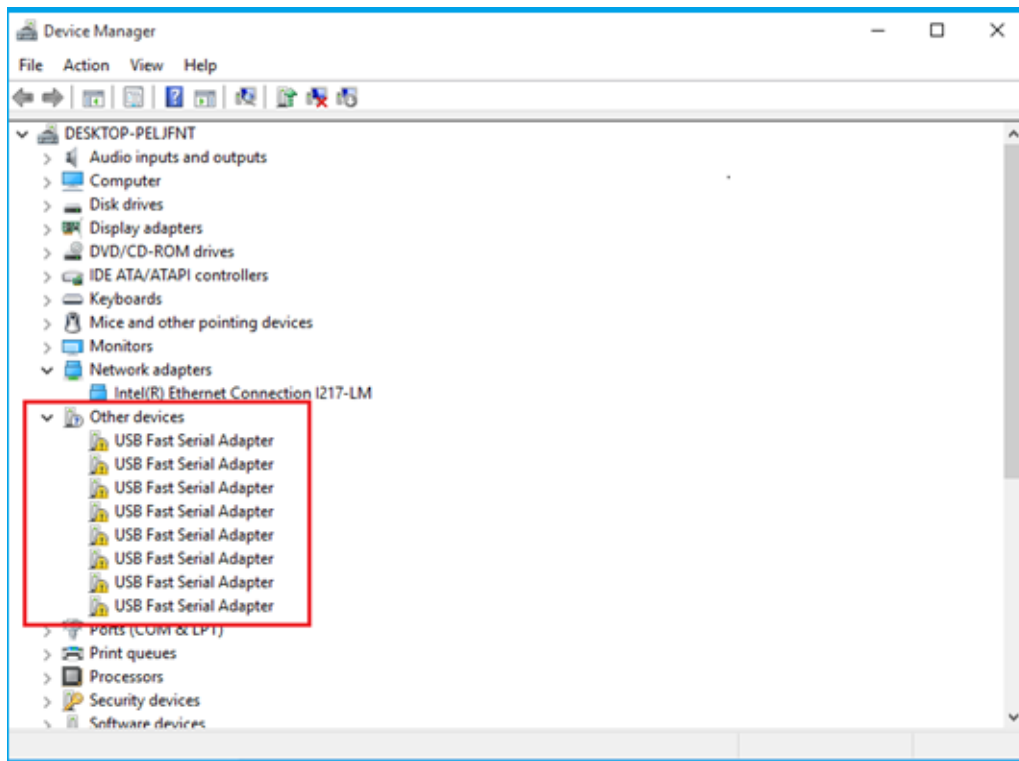 Device Manager
File Action View Help
DESKTOP-PELJFNT
Audio inputs and outputs
Computer
Disk drives
Display adapters
DVD/CD-ROM drives
IDE ATA/ATAPI controllers
Keyboards
Mice and other pointing devices
Monitors
Network adapters
Intel(R) Ethernet Connection I217-LM
Other devices
USB Fast Serial Adapter
USB Fast Serial Adapter
USB Fast Serial Adapter
USB Fast Serial Adapter
USB Fast Serial Adapter
USB Fast Serial Adapter
USB Fast Serial Adapter
USB Fast Serial Adapter
Ports (COM & LPT)
Print queues
Processors
Security devices
Software devices